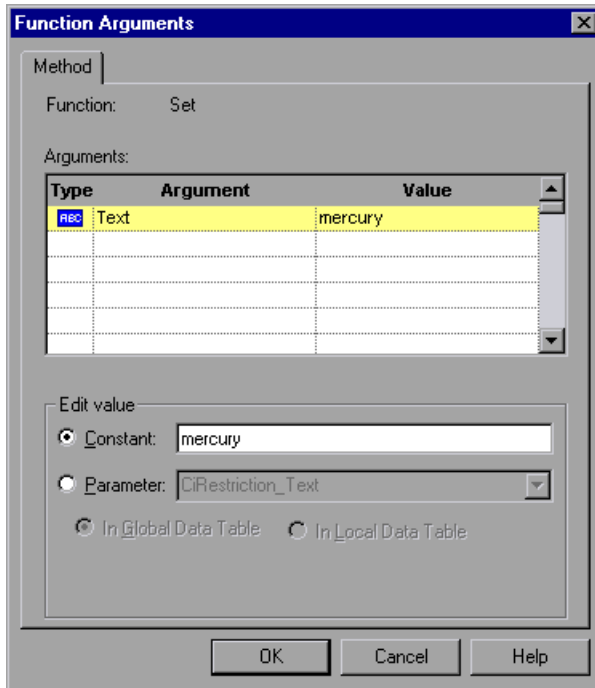 Function Arguments
Method
Function: Set
Arguments:
Type Argument Value
ABC Text mercury
Edit value
Constant: mercury
Parameter: CiRestriction_Text
In Global Data Table In Local Data Table
OK Cancel Help